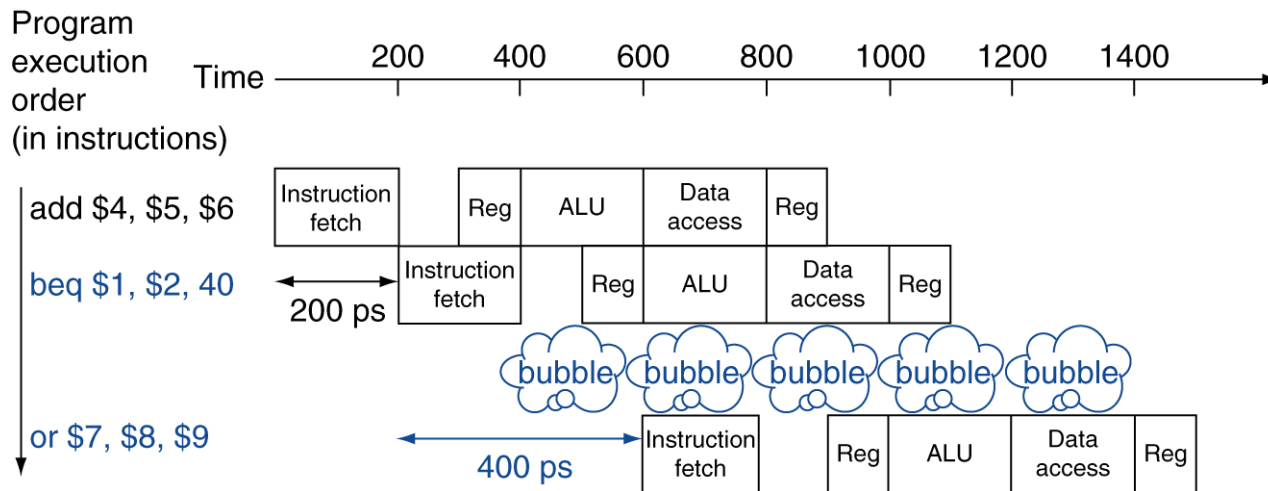 Program
execution
order
(in instructions)
Time
200 400 600 800 1000 1200 1400
add $4, $5, $6
Instruction
fetch
Reg
ALU
Data
access
Reg
beq $1, $2, 40
200 ps
Instruction
fetch
Reg
ALU
Data
access
Reg
bubble bubble bubble bubble bubble
or $7, $8, $9
400 ps
Instruction
fetch
Reg
ALU
Data
access
Reg